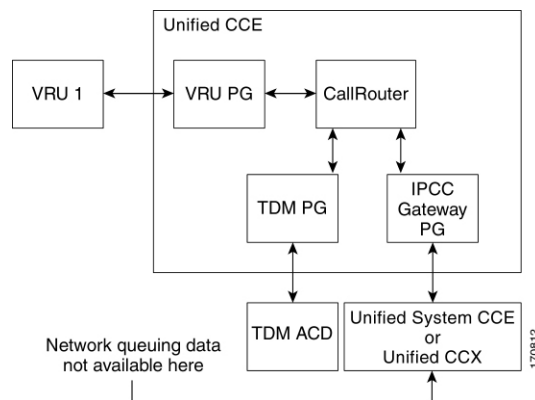 Unified CCE
VRU 1
VRU PG
CallRouter
TDM PG
IPCC
Gateway
PG
TDM ACD
Unified System CCE
or
Unified CCX
Network queuing data
not available here
170812